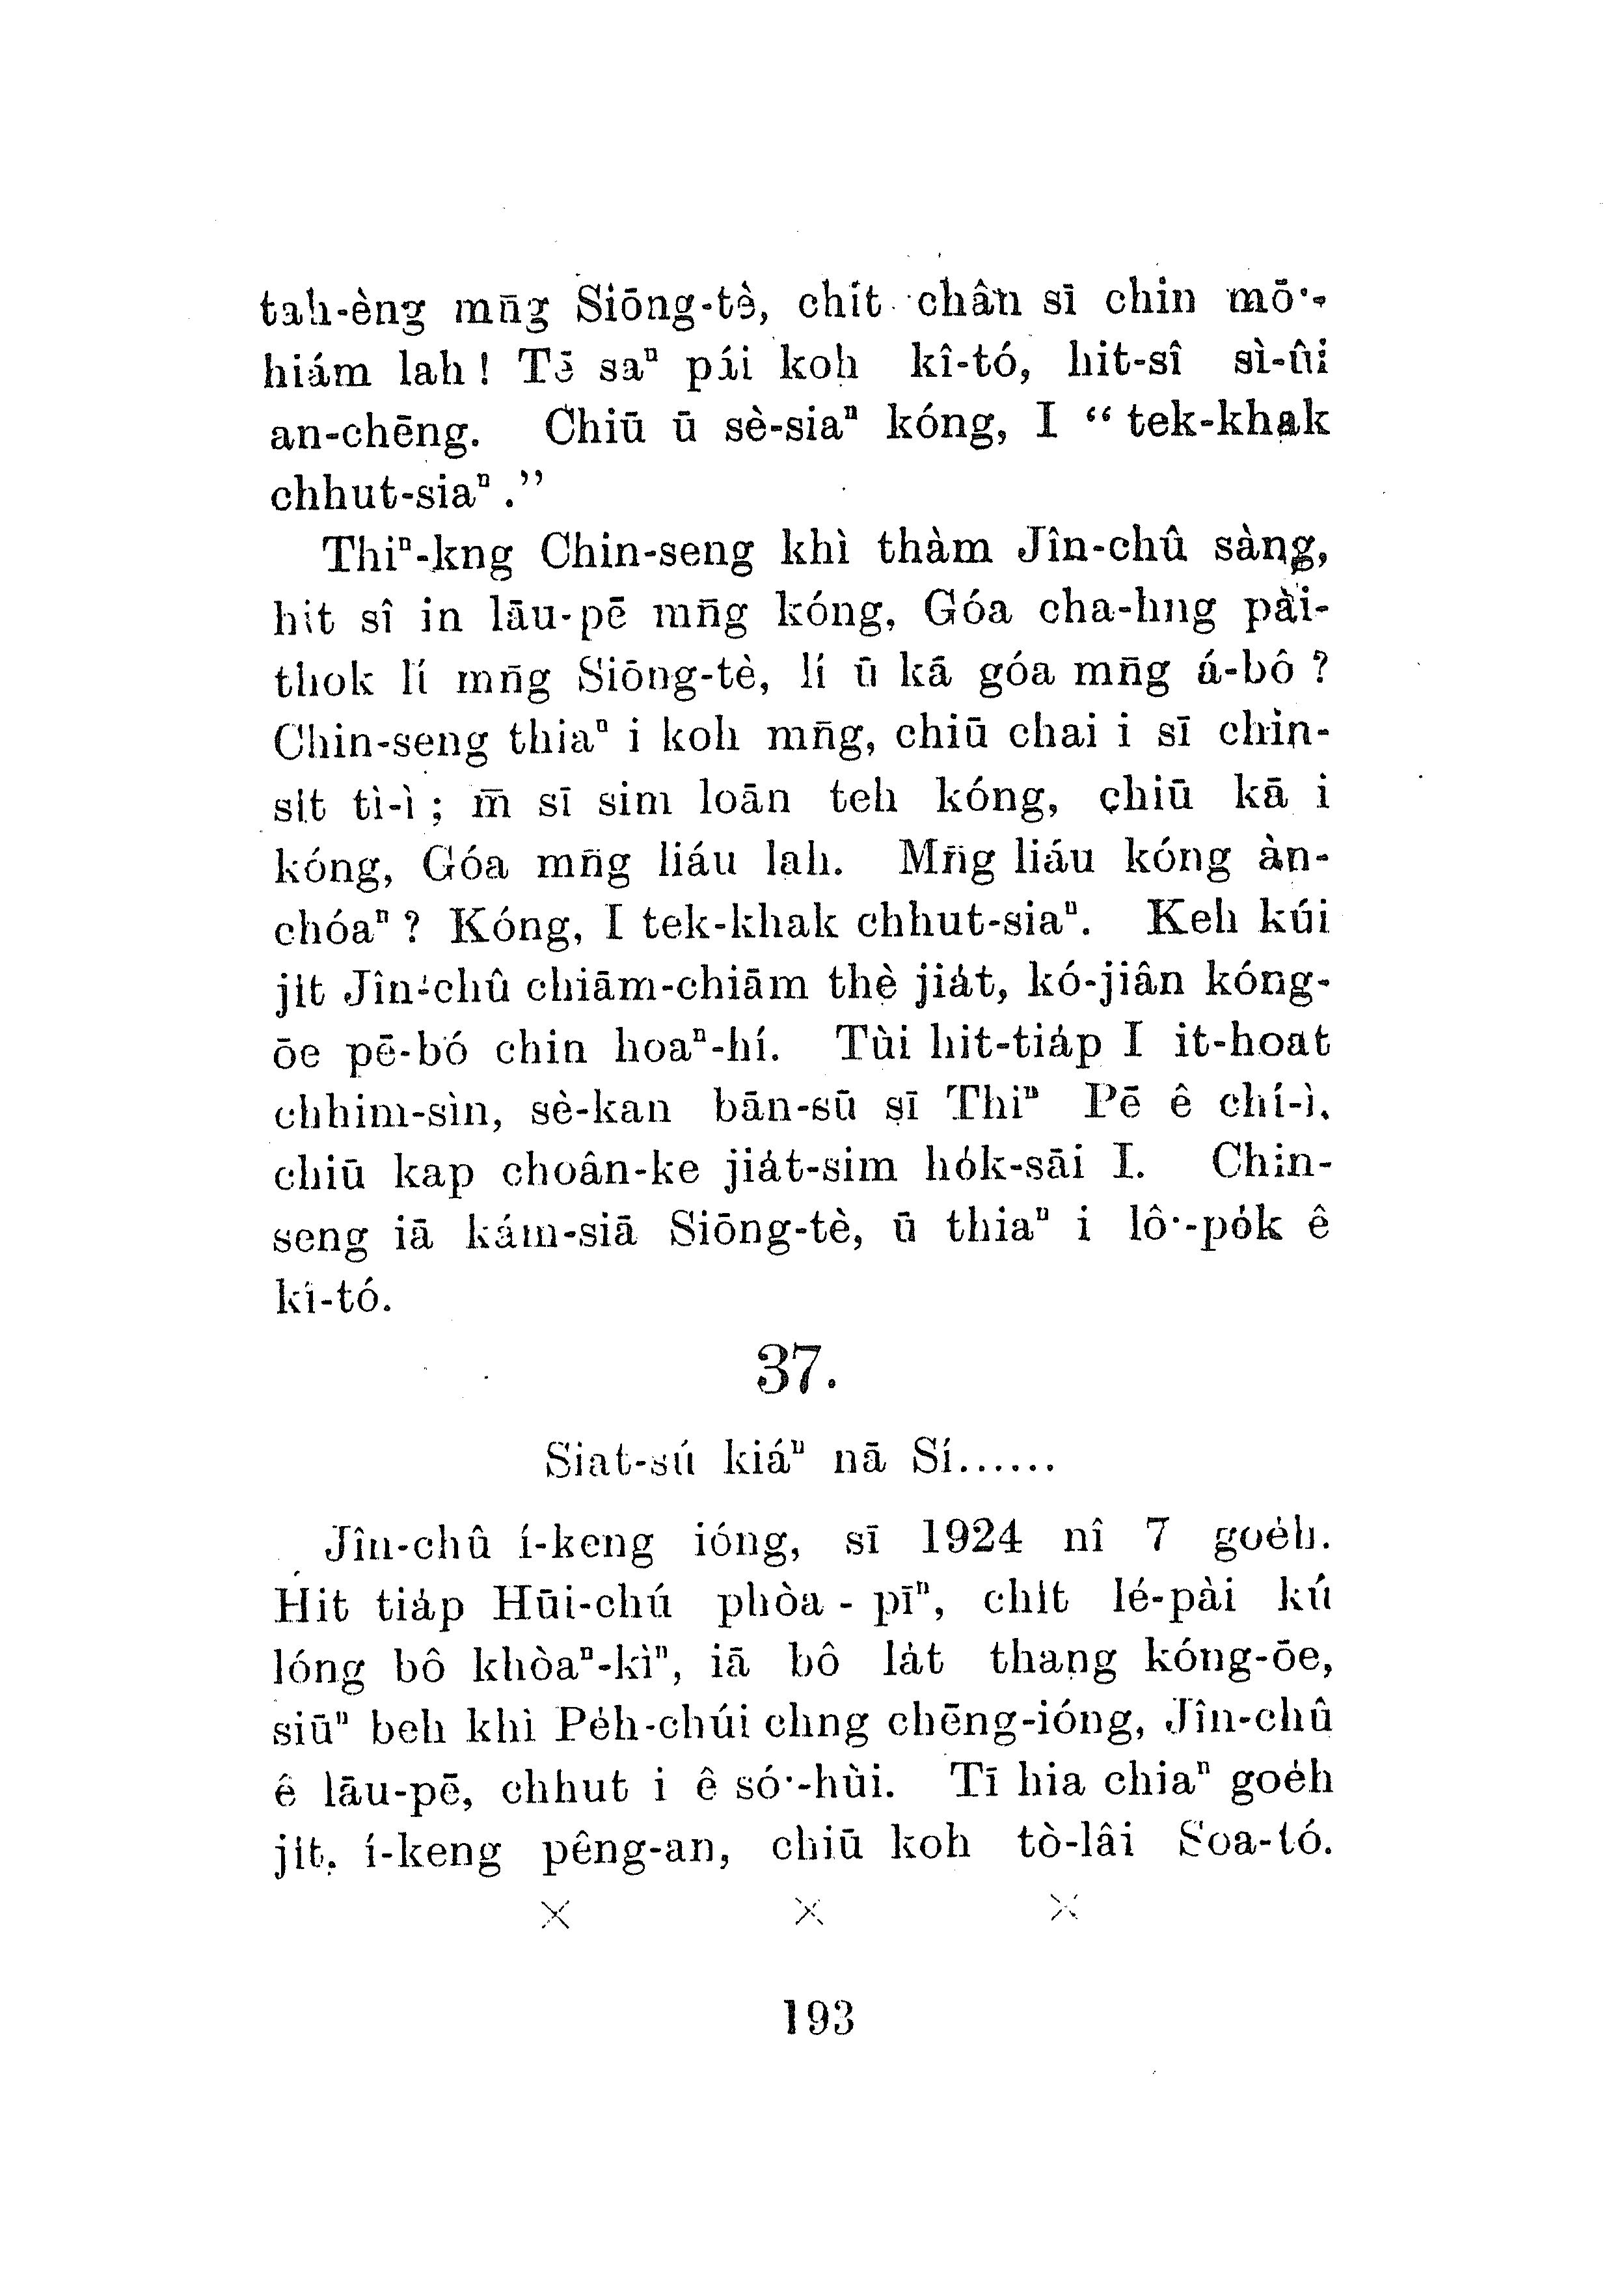 tah-èng mn̄g Siōng-tè, chit chân sī chin mō͘-
hiám lah! Tē saⁿ pái koh kî-tó, hit-sî sì-ûi
an-chēng. Chiū ū sè-siaⁿ kóng, I “tek-khak
chhut-siaⁿ.”
Thiⁿ-kng Chin-seng khì thàm Jîn-chû sàng,
hit sî in lāu-pē mn̄g kóng, Góa cha-hng pài-
thok lí mn̄g Siōng-tè, lí ū kā góa mn̄g á-bô?
Chin-seng thiaⁿ i koh mn̄g, chiū chai i sī chin-
sit tì-ì; m̄ sī sim loān teh kóng, chiū kā i
kóng, Góa mn̄g liáu lah. Mn̄g liáu kóng àn-
chóaⁿ? Kóng, I tek-khak chhut-siaⁿ. Keh kúi
jit Jîn-chû chiām-chiām thè jia̍t, kó-jiân kóng-
ōe pē-bó chin hoaⁿ-hí. Tùi hit-tia̍p I it-hoat
chhim-sìn, sè-kan bān-sū sī Thiⁿ Pē ê chí-ì,
chiū kap choân-ke jia̍t-sim ho̍k-sāi I. Chin-
seng iā kám-siā Siōng-tè, ū thiaⁿ i lô͘-po̍k ê
kî-tó.
37.
Siat-sú kiáⁿ nā Sí......
Jîn-chû í-keng ióng, sī 1924 nî 7 goe̍h.
Hit tia̍p Hūi-chú phòa-pīⁿ, chit lé-pài kú
lóng bô khòaⁿ-kìⁿ, iā bô la̍t thang kóng-ōe,
siūⁿ beh khì Pe̍h-chúi chng chēng-ióng, Jîn-chû
ê lāu-pē, chhut i ê só͘-hùi. Tī hia chiaⁿ goe̍h
jit, í-keng pêng-an, chiū koh tò-lâi Soa-tó.
× × ×
193